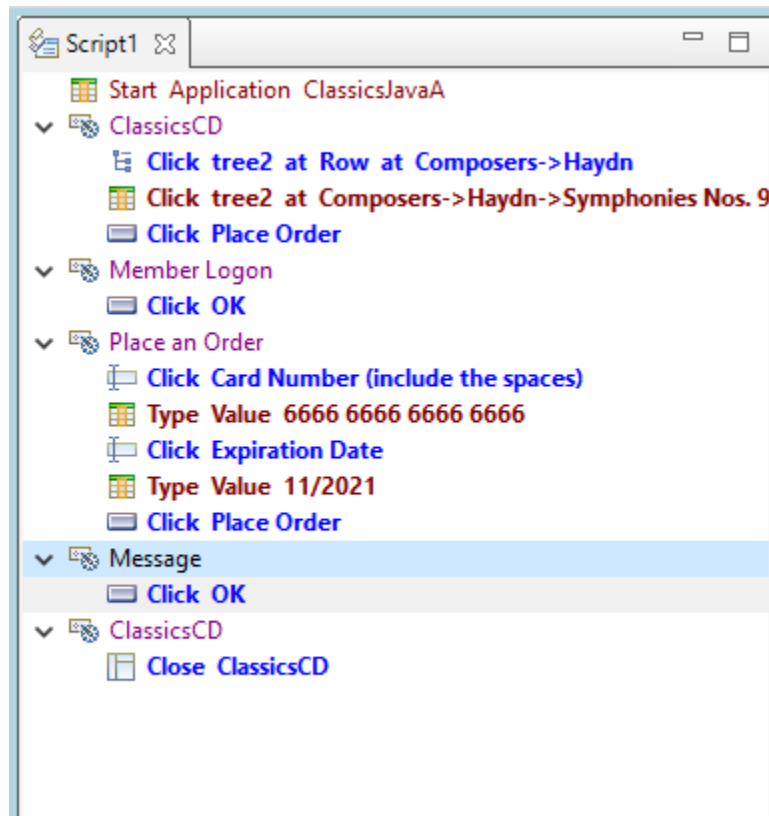 Script1
Start Application ClassicsJavaA
ClassicsCD
Click tree2 at Row at Composers->Haydn
Click tree2 at Composers->Haydn->Symphonies Nos. 9
Click Place Order
Member Logon
Click OK
Place an Order
Click Card Number (include the spaces)
Type Value 6666 6666 6666 6666
Click Expiration Date
Type Value 11/2021
Click Place Order
Message
Click OK
ClassicsCD
Close ClassicsCD